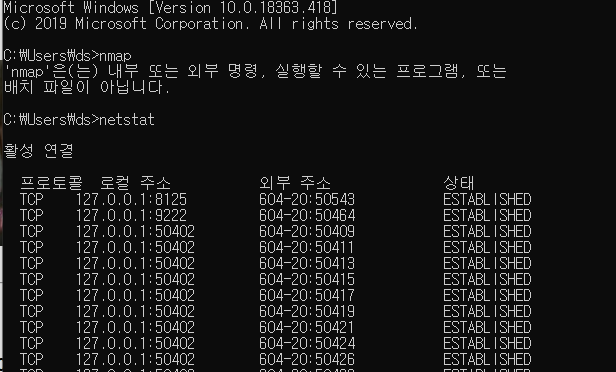 Microsoft Windows [Version 10.0.18363.418]
(c) 2019 Microsoft Corporation. All rights reserved.
C:₩Users₩ds>nmap
'nmap'은(는) 내부 또는 외부 명령, 실행할 수 있는 프로그램, 또는
배치 파일이 아닙니다.
C:₩Users₩ds>netstat
활성 연결
프로토콜 로컬 주소 외부 주소 상태
TCP 127.0.0.1:8125 604-20:50543 ESTABLISHED
TCP 127.0.0.1:9222 604-20:50464 ESTABLISHED
TCP 127.0.0.1:50402 604-20:50409 ESTABLISHED
TCP 127.0.0.1:50402 604-20:50411 ESTABLISHED
TCP 127.0.0.1:50402 604-20:50413 ESTABLISHED
TCP 127.0.0.1:50402 604-20:50415 ESTABLISHED
TCP 127.0.0.1:50402 604-20:50417 ESTABLISHED
TCP 127.0.0.1:50402 604-20:50419 ESTABLISHED
TCP 127.0.0.1:50402 604-20:50421 ESTABLISHED
TCP 127.0.0.1:50402 604-20:50424 ESTABLISHED
TCP 127.0.0.1:50402 604-20:50426 ESTABLISHED
TCP 127.0.0.1:50402 ESTABLISHED